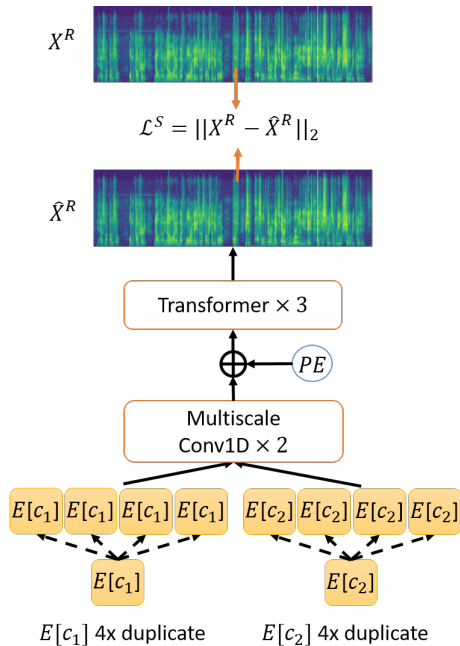 X^R
ℒ^S = ||X^R − X̂^R||_2
X̂^R
Transformer × 3
PE
Multiscale
Conv1D × 2
E[c_1] E[c_1] E[c_1] E[c_1] E[c_2] E[c_2] E[c_2] E[c_2]
E[c_1] E[c_2]
E[c_1] 4x duplicate E[c_2] 4x duplicate